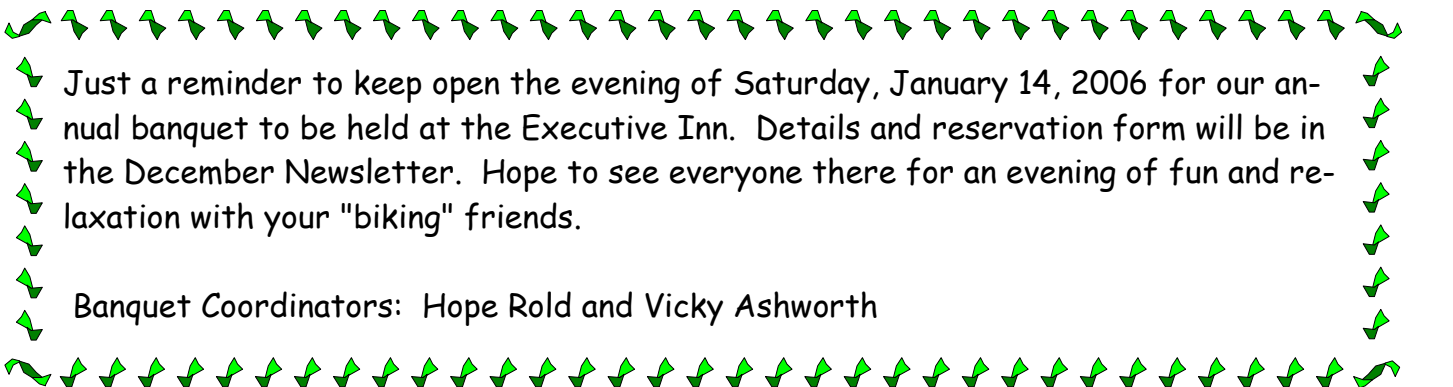 Just a reminder to keep open the evening of Saturday, January 14, 2006 for our an-
nual banquet to be held at the Executive Inn.  Details and reservation form will be in
the December Newsletter.  Hope to see everyone there for an evening of fun and re-
laxation with your "biking" friends.
Banquet Coordinators:  Hope Rold and Vicky Ashworth